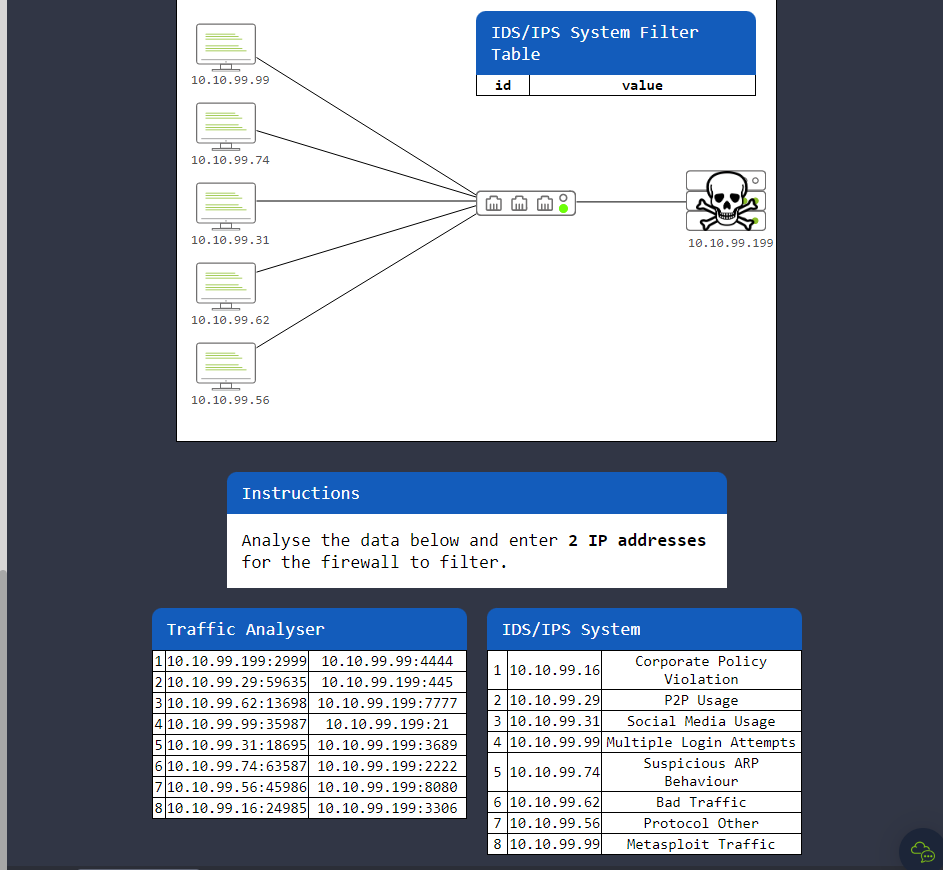 IDS/IPS System Filter
Table
id value
10.10.99.99
10.10.99.74
10.10.99.31
10.10.99.62
10.10.99.56
10.10.99.199
Instructions
Analyse the data below and enter 2 IP addresses
for the firewall to filter.
Traffic Analyser
1 10.10.99.199:2999 10.10.99.99:4444
2 10.10.99.29:59635 10.10.99.199:445
3 10.10.99.62:13698 10.10.99.199:7777
4 10.10.99.99:35987 10.10.99.199:21
5 10.10.99.31:18695 10.10.99.199:3689
6 10.10.99.74:63587 10.10.99.199:2222
7 10.10.99.56:45986 10.10.99.199:8080
8 10.10.99.16:24985 10.10.99.199:3306
IDS/IPS System
1 10.10.99.16 Corporate Policy
Violation
2 10.10.99.29 P2P Usage
3 10.10.99.31 Social Media Usage
4 10.10.99.99 Multiple Login Attempts
5 10.10.99.74 Suspicious ARP
Behaviour
6 10.10.99.62 Bad Traffic
7 10.10.99.56 Protocol Other
8 10.10.99.99 Metasploit Traffic